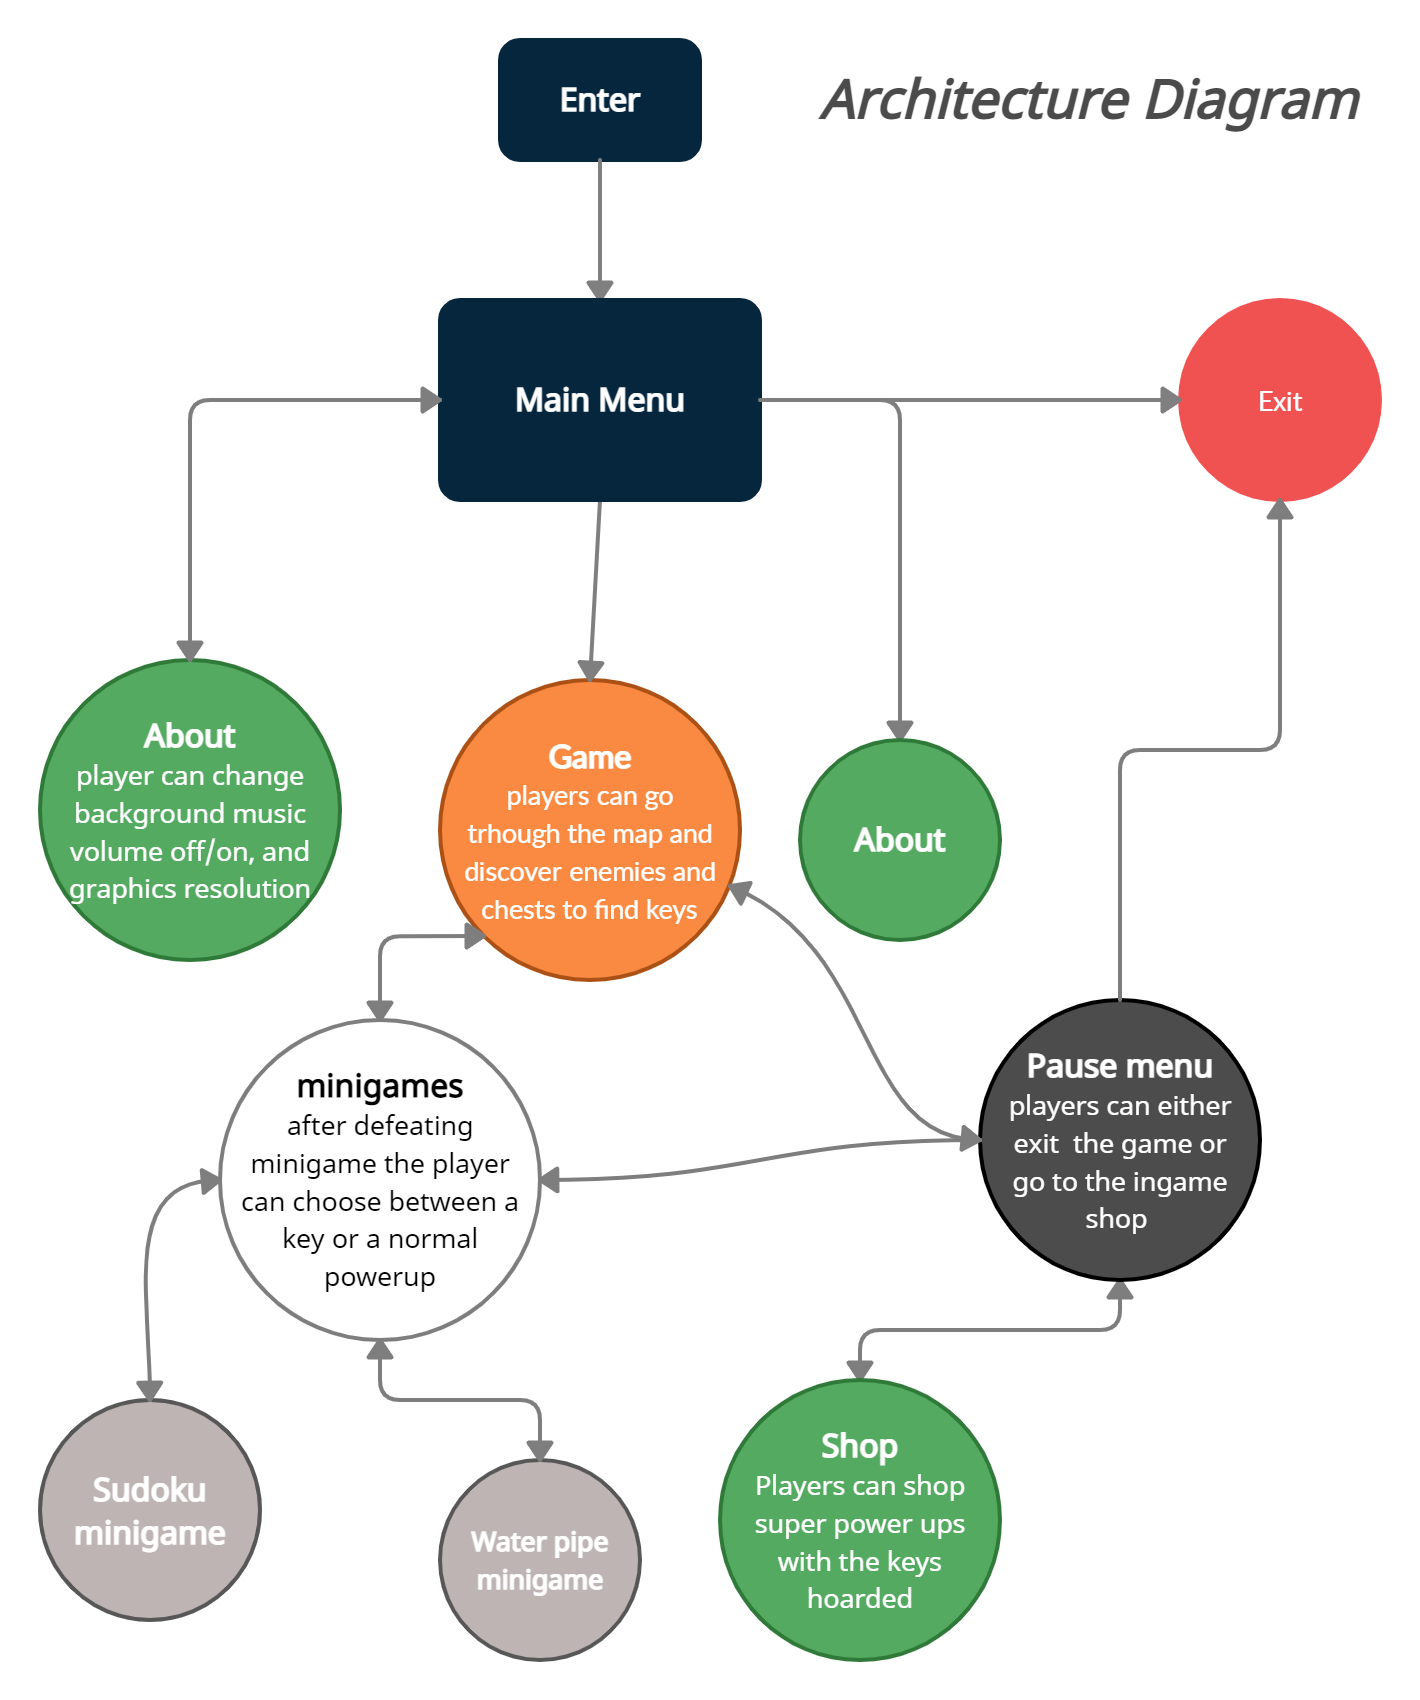 Enter
Architecture Diagram
Main Menu
Exit
About
player can change
background music
volume off/on, and
graphics resolution
Game
players can go
trhough the map and
discover enemies and
chests to find keys
About
minigames
after defeating
minigame the player
can choose between a
key or a normal
powerup
Pause menu
players can either
exit  the game or
go to the ingame
shop
Sudoku
minigame
Water pipe
minigame
Shop
Players can shop
super power ups
with the keys
hoarded